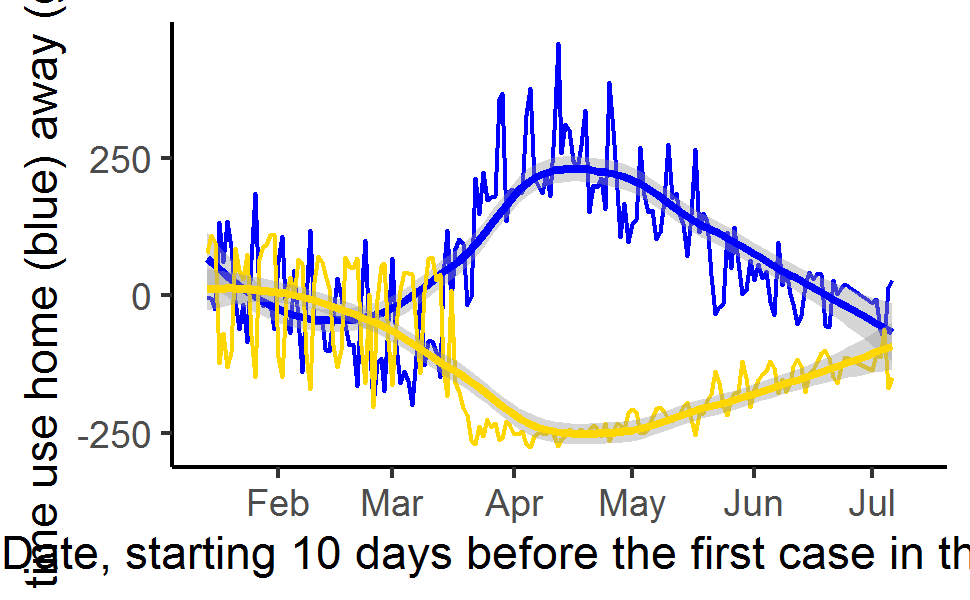 time use home (blue) away (
250
0
-250
Feb March Apr May Jun Jul
Date, starting 10 days before the first case in th